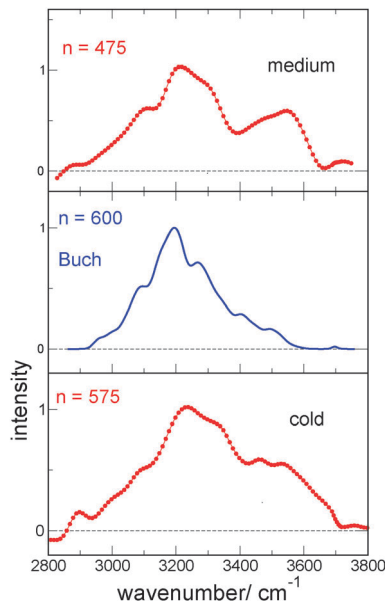 n = 475
medium
1
0
n = 600
Buch
1
0
n = 575
cold
1
0
intensity
2800 3000 3200 3400 3600 3800
wavenumber/ cm⁻¹